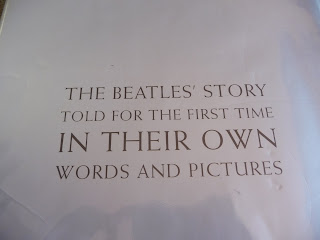 THE BEATLES' STORY
TOLD FOR THE FIRST TIME
IN THEIR OWN
WORDS AND PICTURES